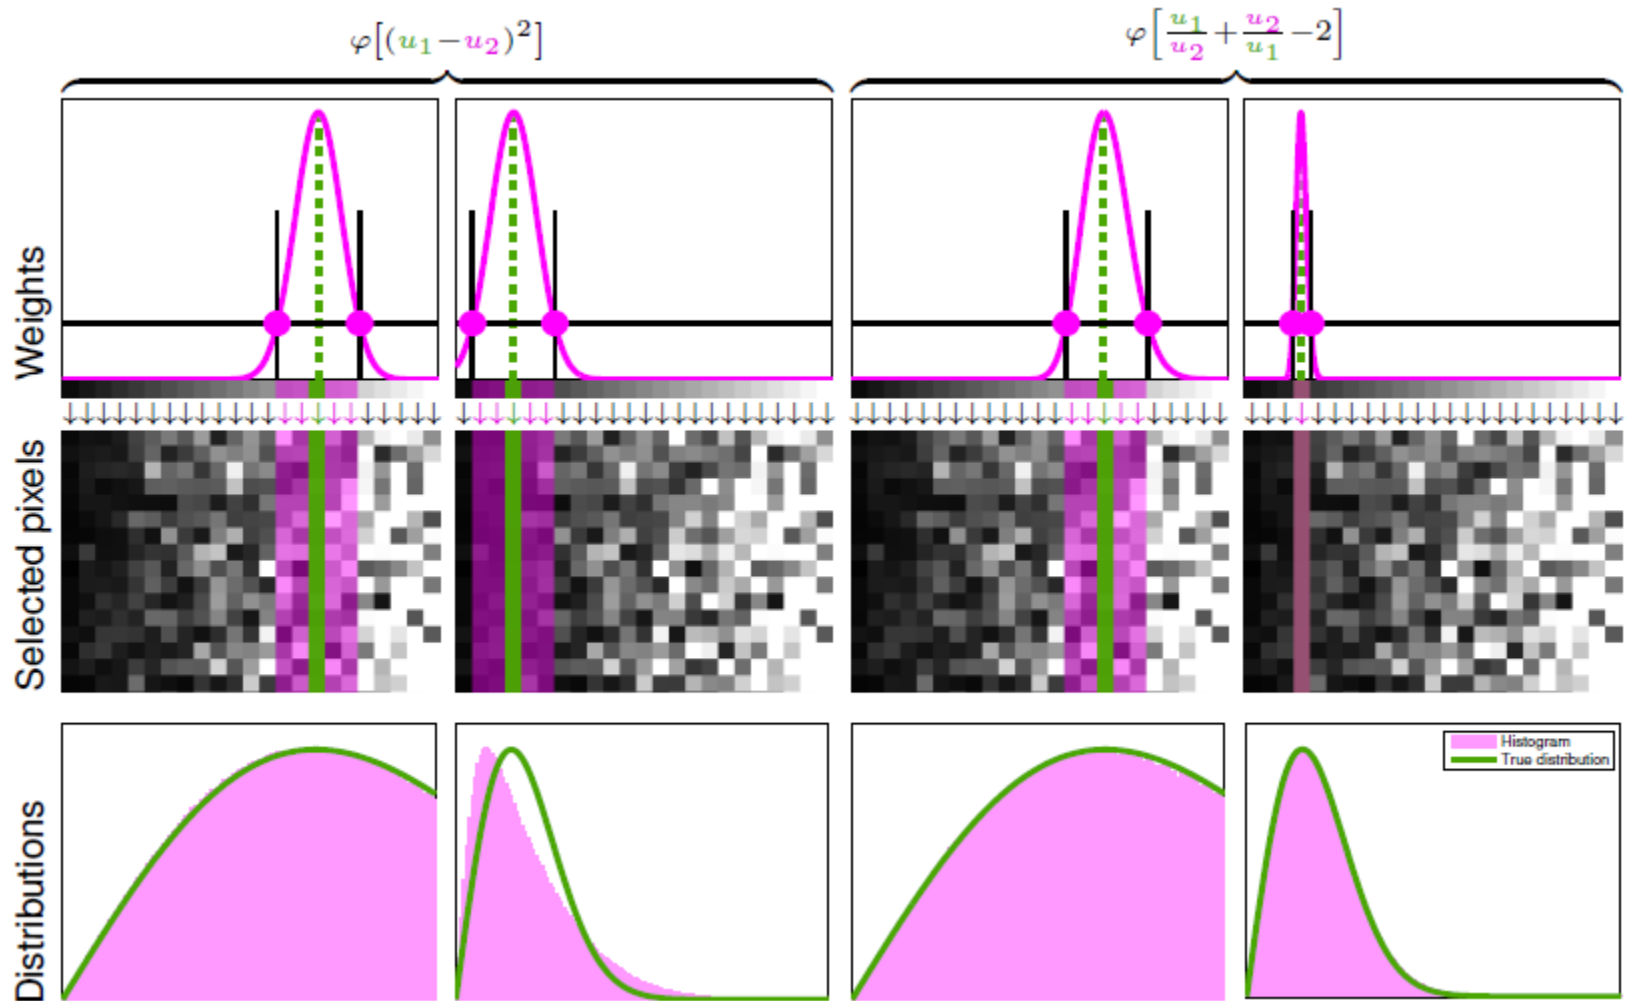 φ[(u₁−u₂)²]
φ[u₁/u₂+u₂/u₁−2]
Weights
Selected pixels
Distributions
Histogram
True distribution